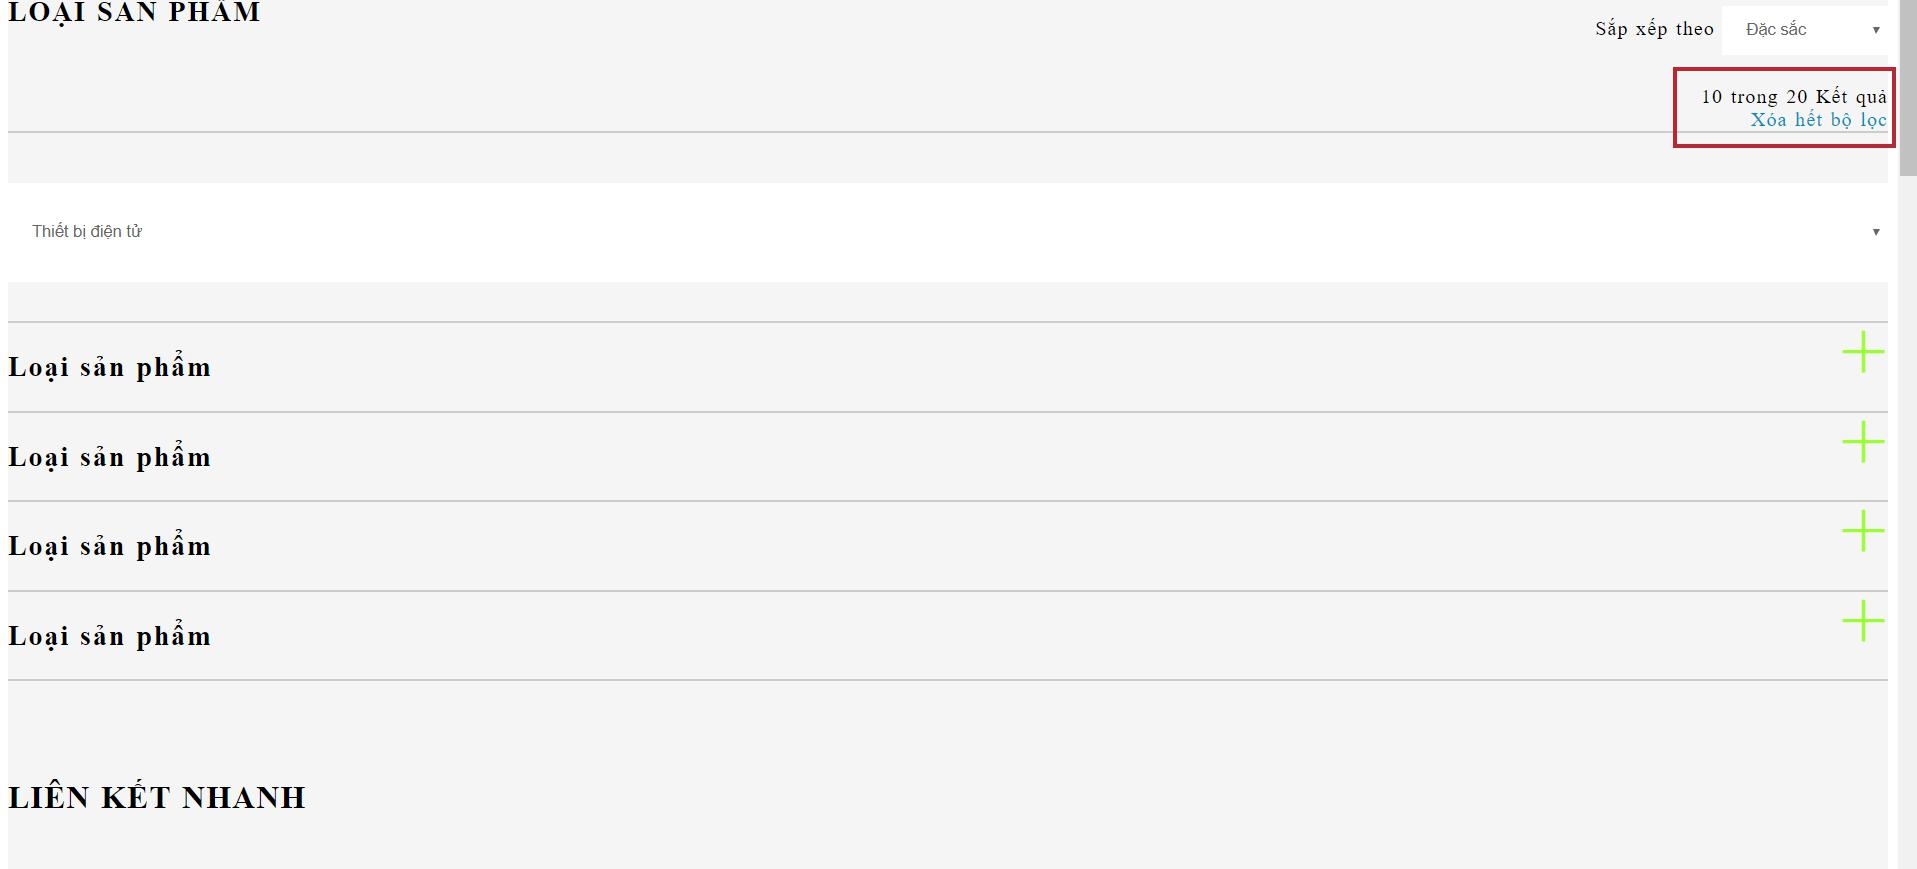 LOẠI SẢN PHẨM
Sắp xếp theo Đặc sắc
10 trong 20 Kết quả
Xóa hết bộ lọc
Thiết bị điện tử
Loại sản phẩm
Loại sản phẩm
Loại sản phẩm
Loại sản phẩm
LIÊN KẾT NHANH